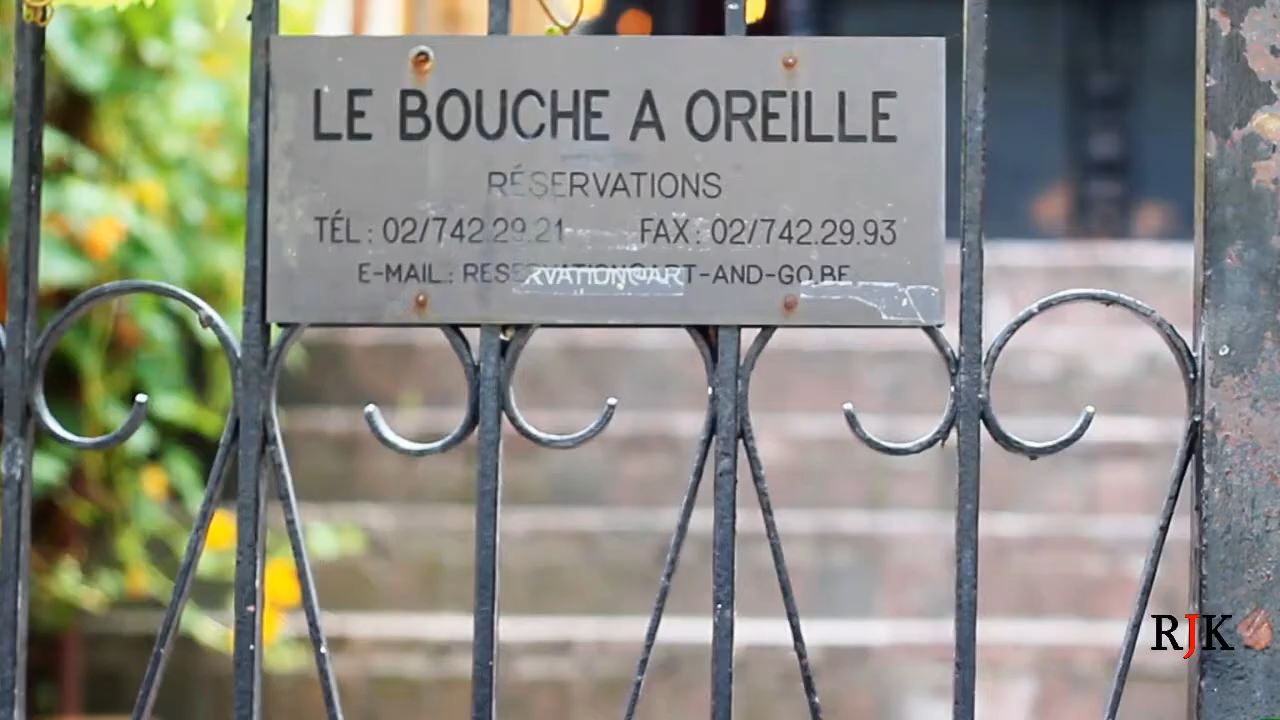 LE BOUCHE A OREILLE
RÉSERVATIONS
TÉL : 02/742.29.21 FAX : 02/742.29.93
E-MAIL : RESERVATION@ART-AND-GO.BE
RJK